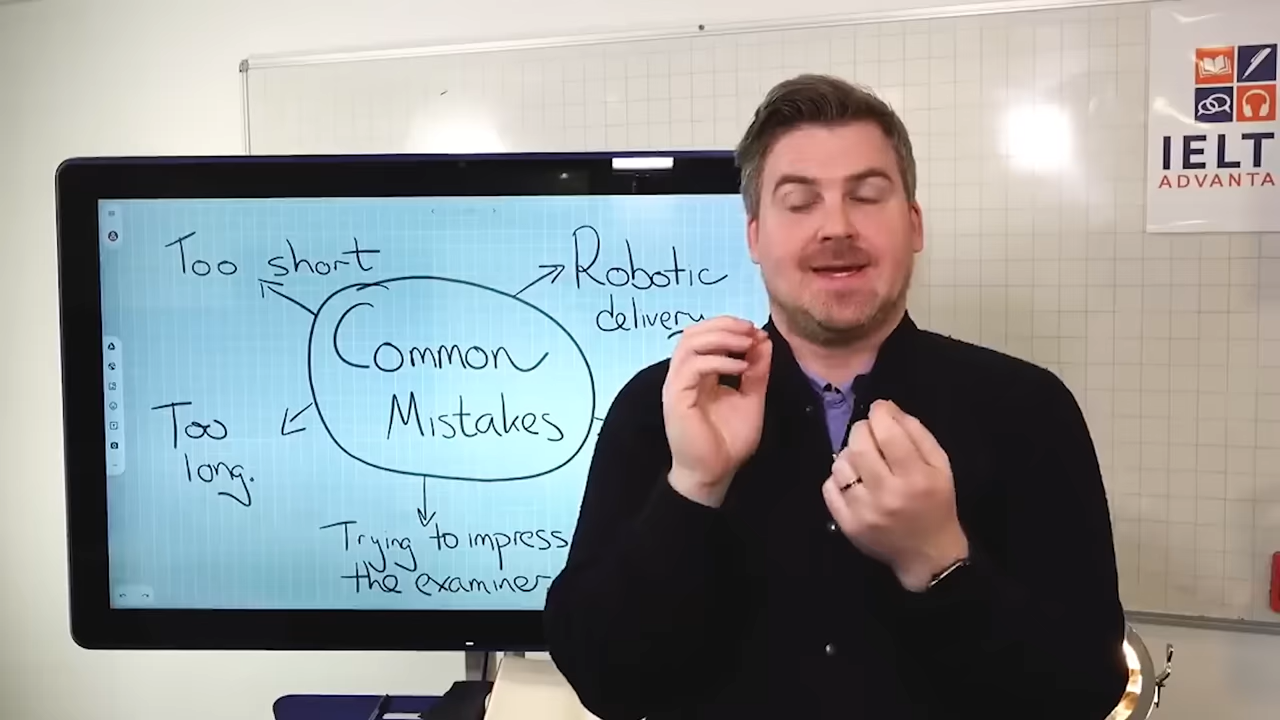 IELT
ADVANTA
Too short
Robotic
delivery
Common
Mistakes
Too
long.
Trying to impress
the examiner